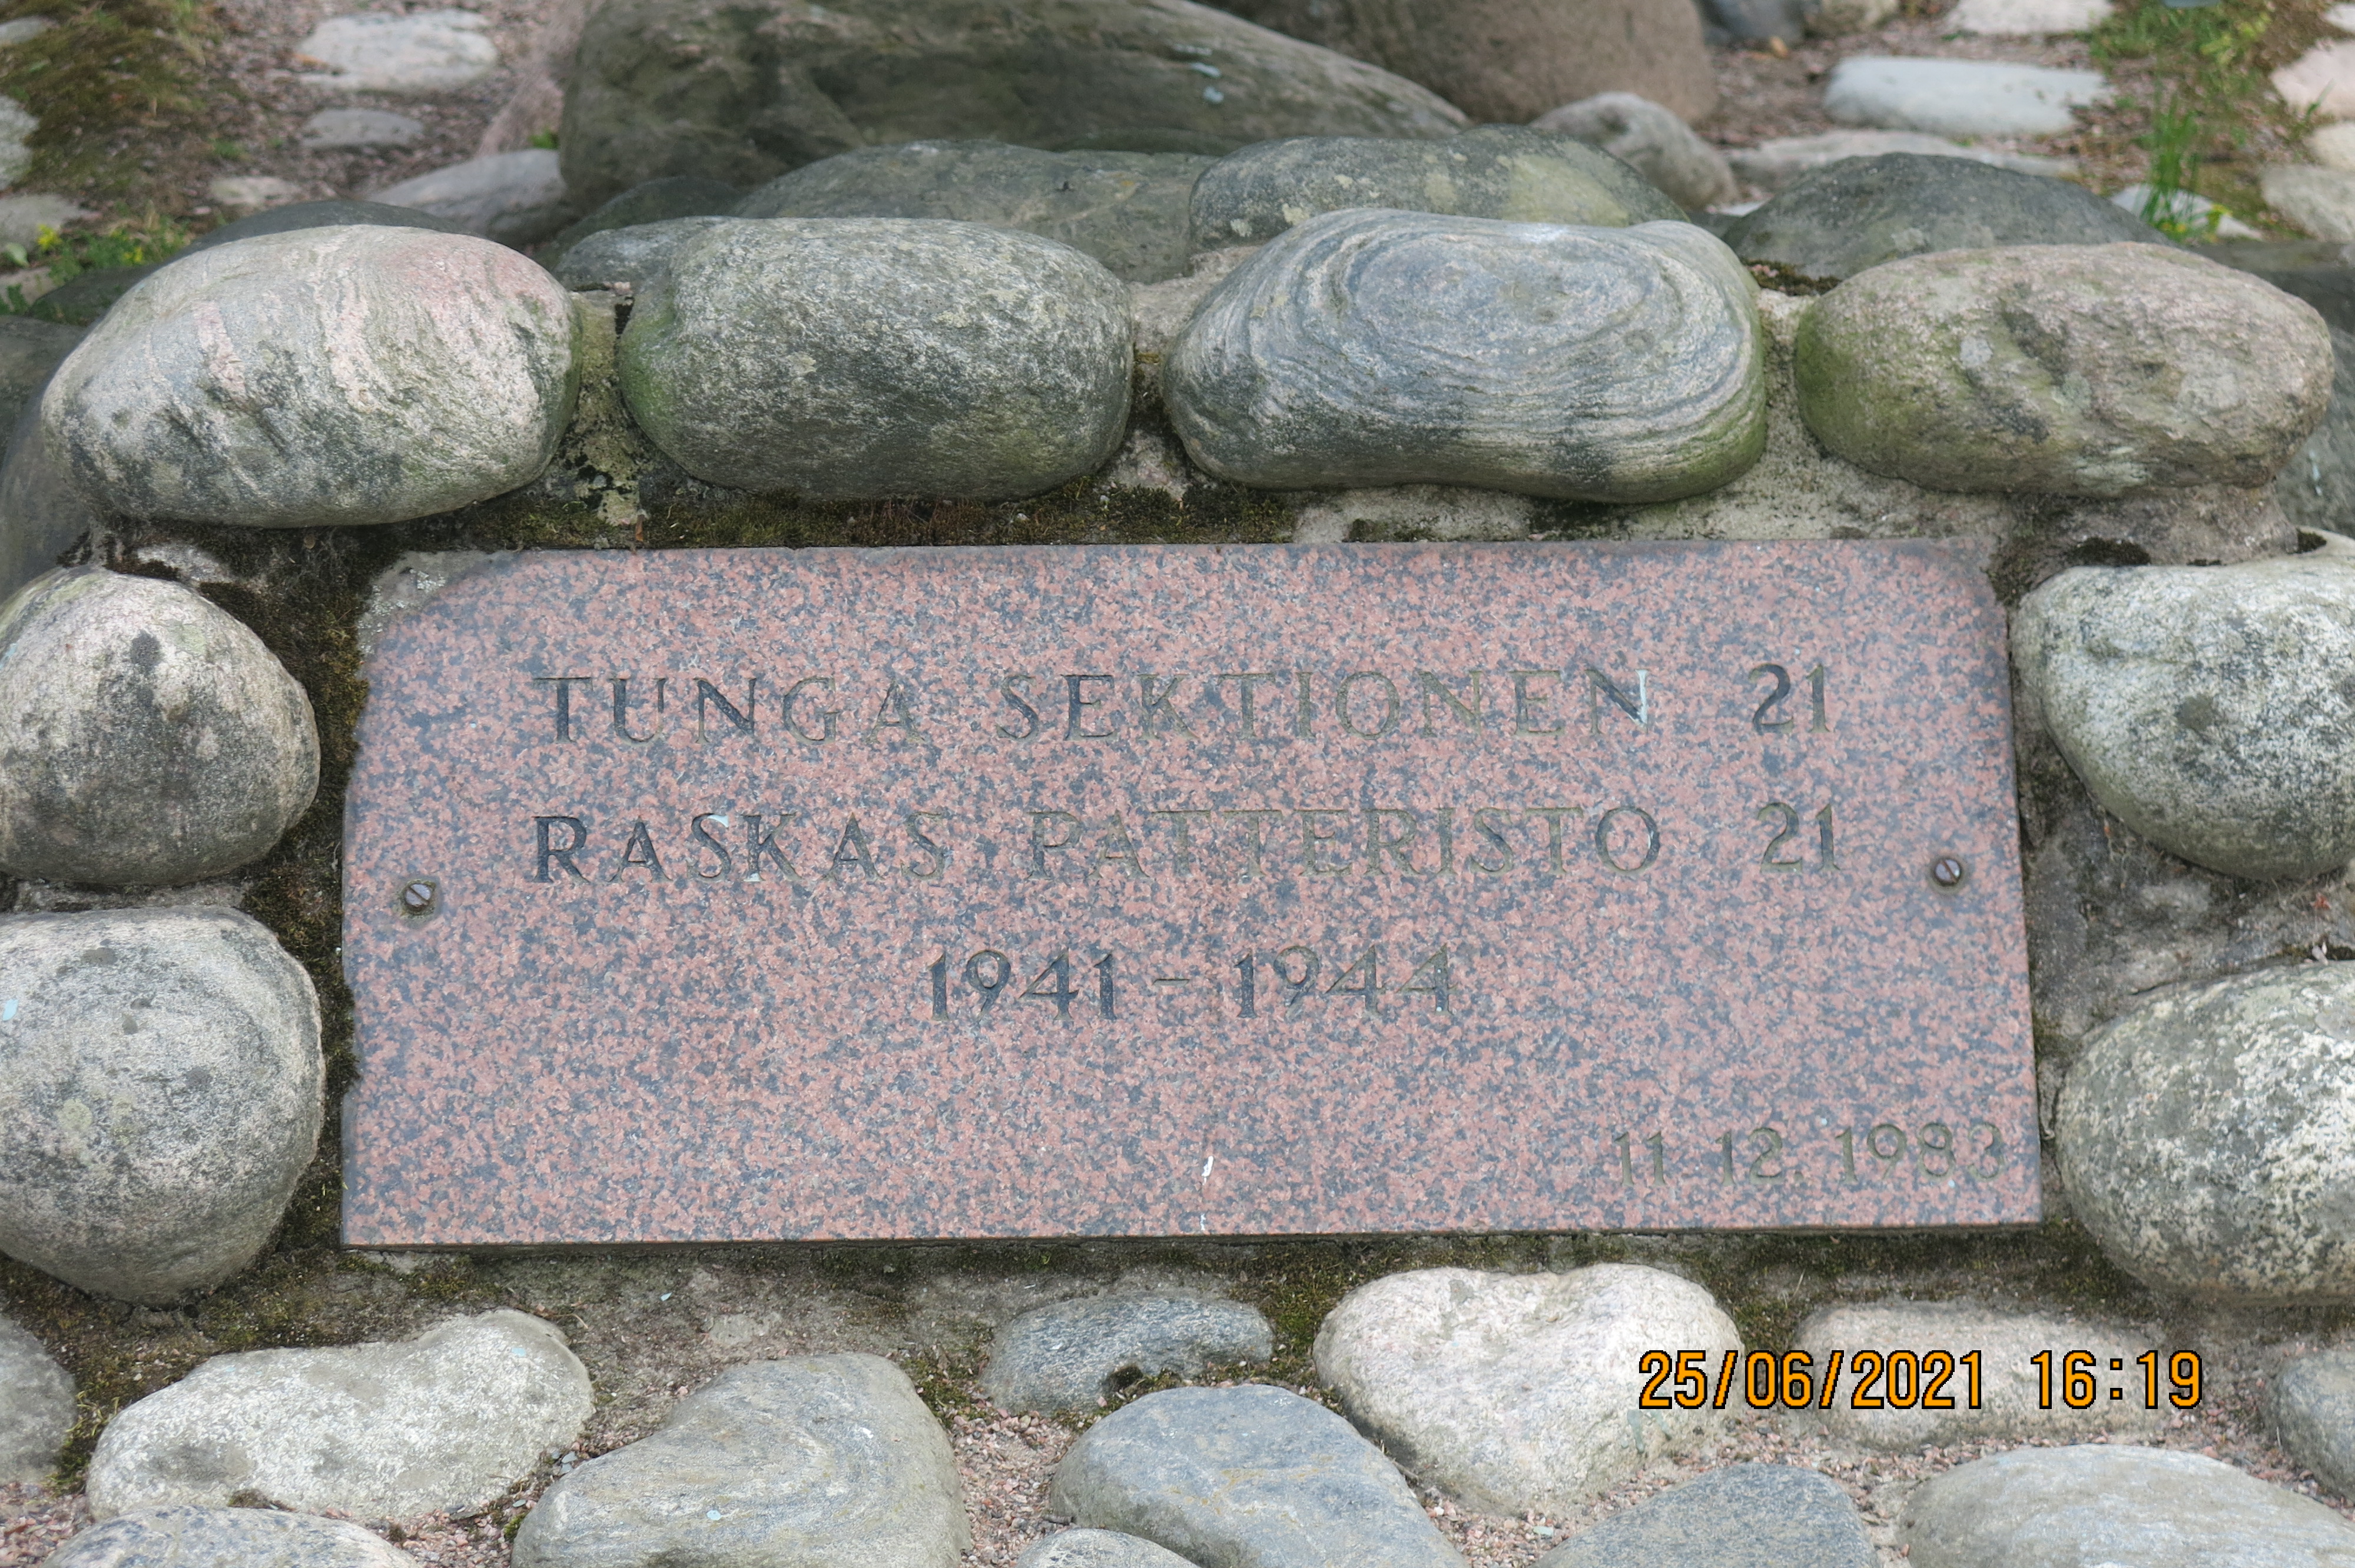 TUNGA SEKTIONEN 21
RASKAS PATTERISTO 21
1941 - 1944
11 12. 1983
25/06/2021 16:19